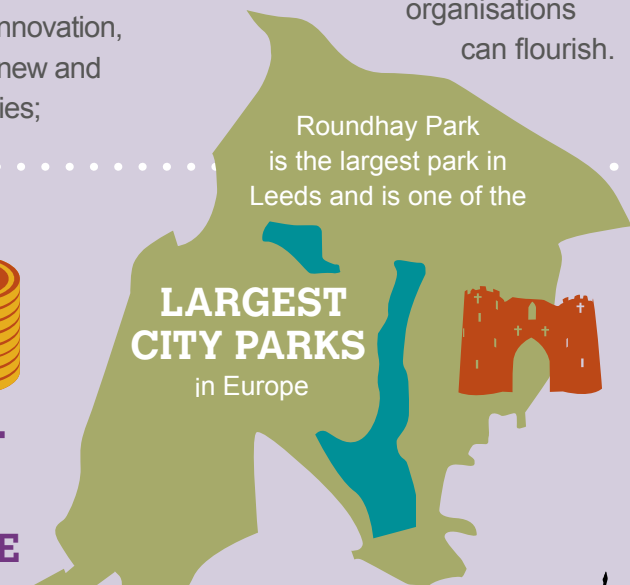 nnovation,
new and
ies;
organisations
can flourish.
Roundhay Park
is the largest park in
Leeds and is one of the
LARGEST
CITY PARKS
in Europe
E